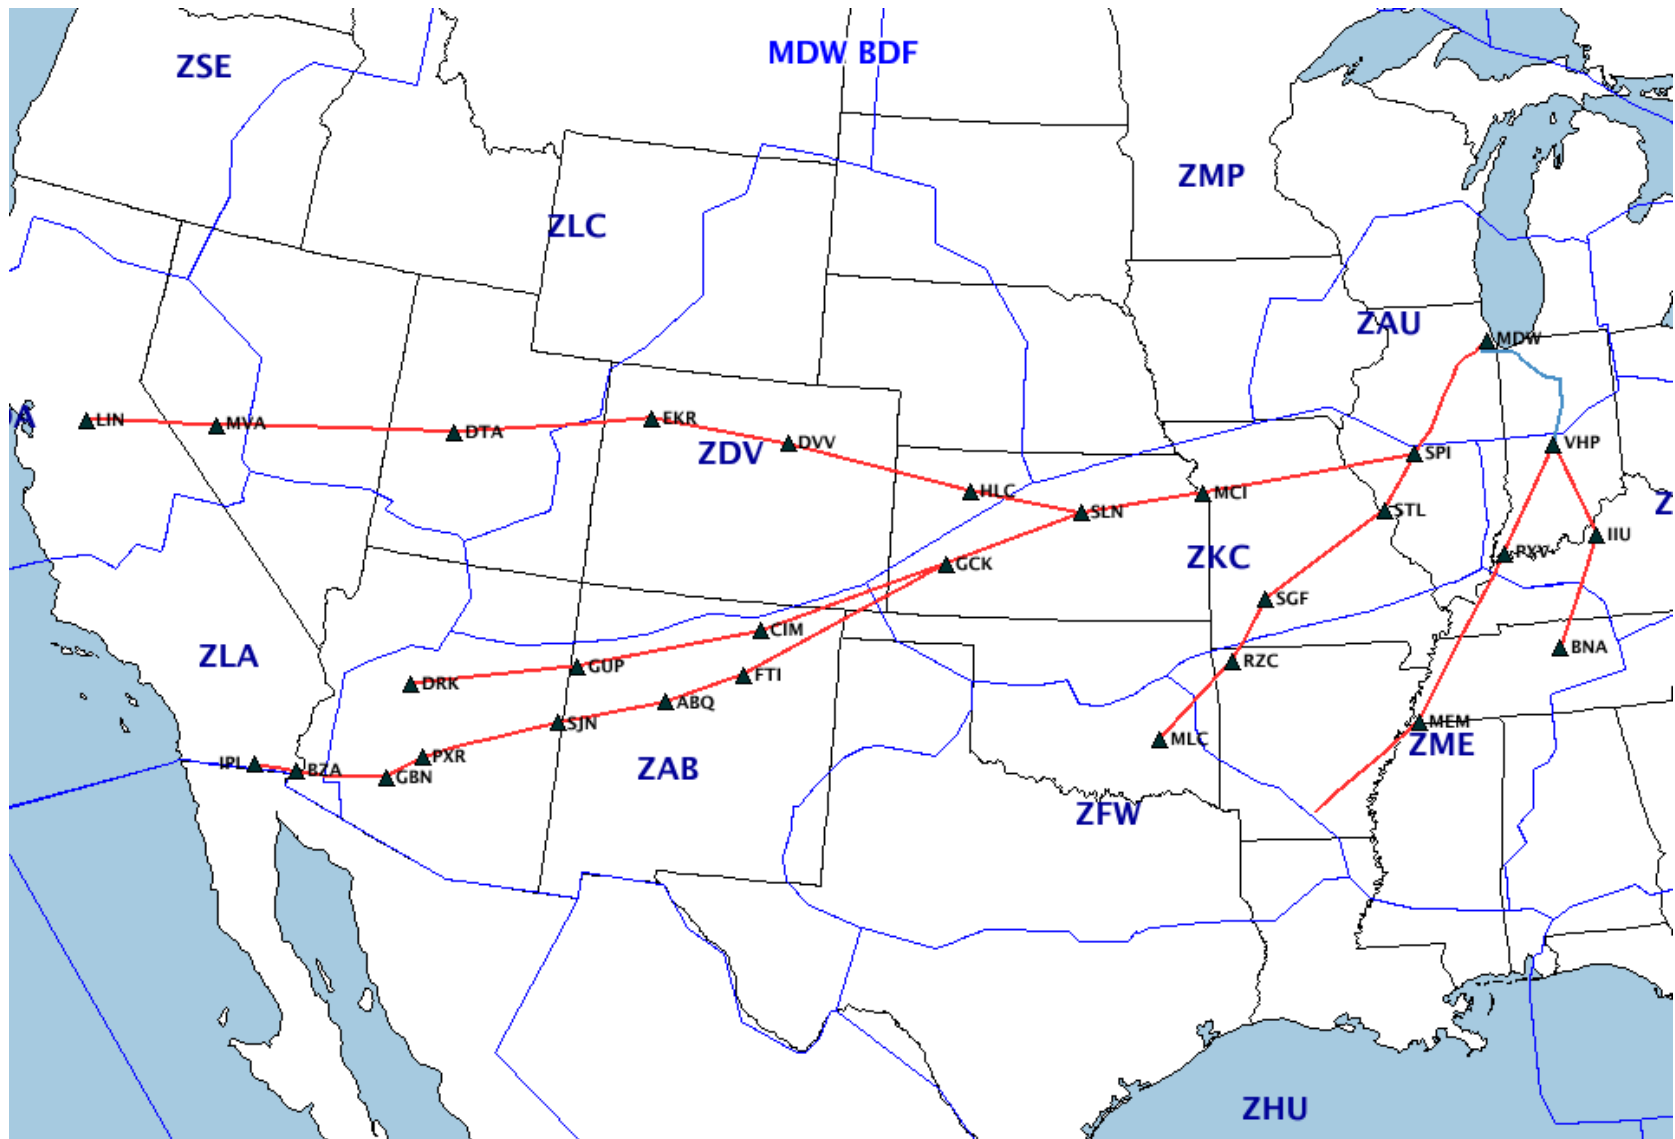 MDW BDF
ZSE
ZMP
ZLC
ZAU
MDW
LIN
MVA
DTA
EKR
DVV
ZDV
SPI
VHP
HLC
MCI
SLN
STL
IIU
PXV
ZKC
GCK
SGF
CIM
BNA
ZLA
GUP
RZC
DRK
FTI
ABQ
SJN
MEM
MLC
ZME
PXR
IPL
BZA
GBN
ZAB
ZFW
ZHU